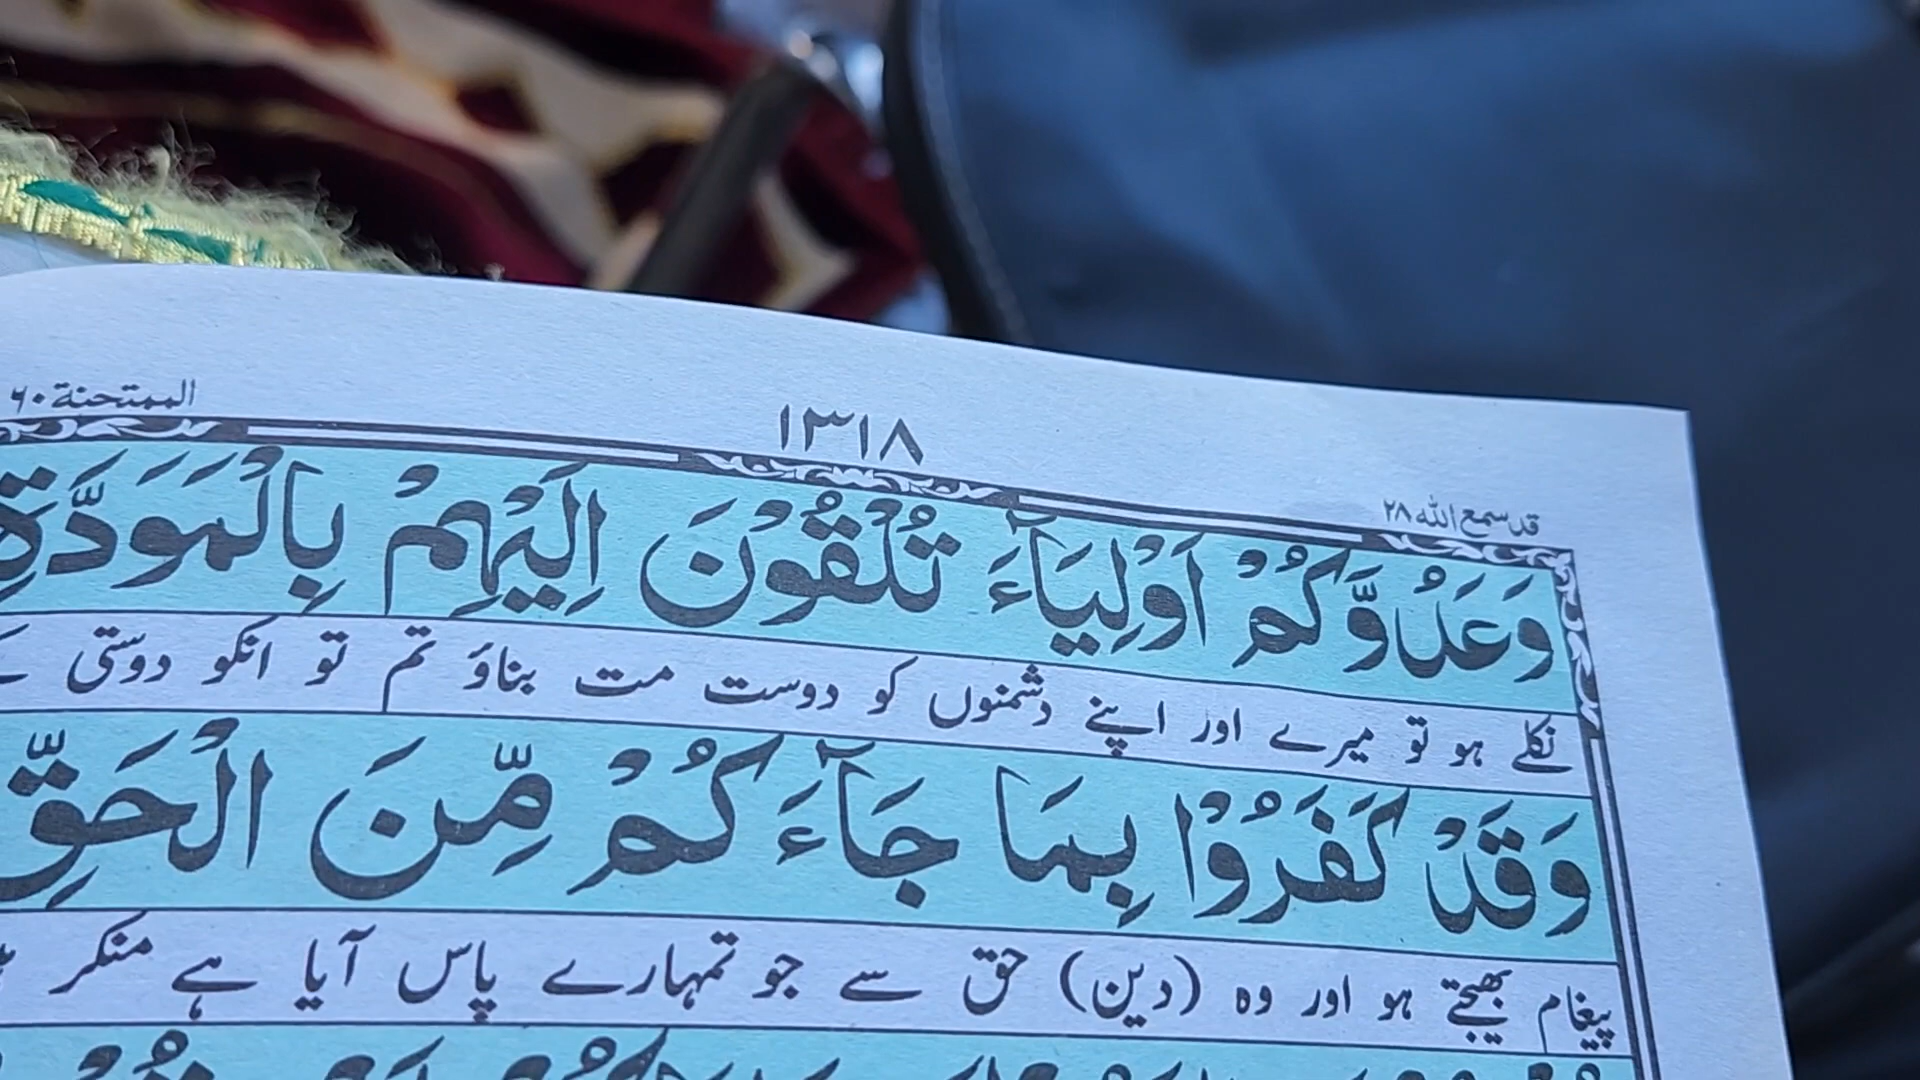 قد سمع الله ٢٨ ١٣١٨ الممتحنة ٦٠
وَعَدُوَّكُمْ اَوْلِيَآءَ تُلْقُوْنَ اِلَيْهِمْ بِالْمَوَدَّةِ
نکلے ہو تو میرے اور اپنے دشمنوں کو دوست مت بناؤ تم تو انکو دوستی کے
وَقَدْ كَفَرُوْا بِمَا جَآءَكُمْ مِّنَ الْحَقِّ
پیغام بھیجتے ہو اور وہ (دین) حق سے جو تمہارے پاس آیا ہے منکر